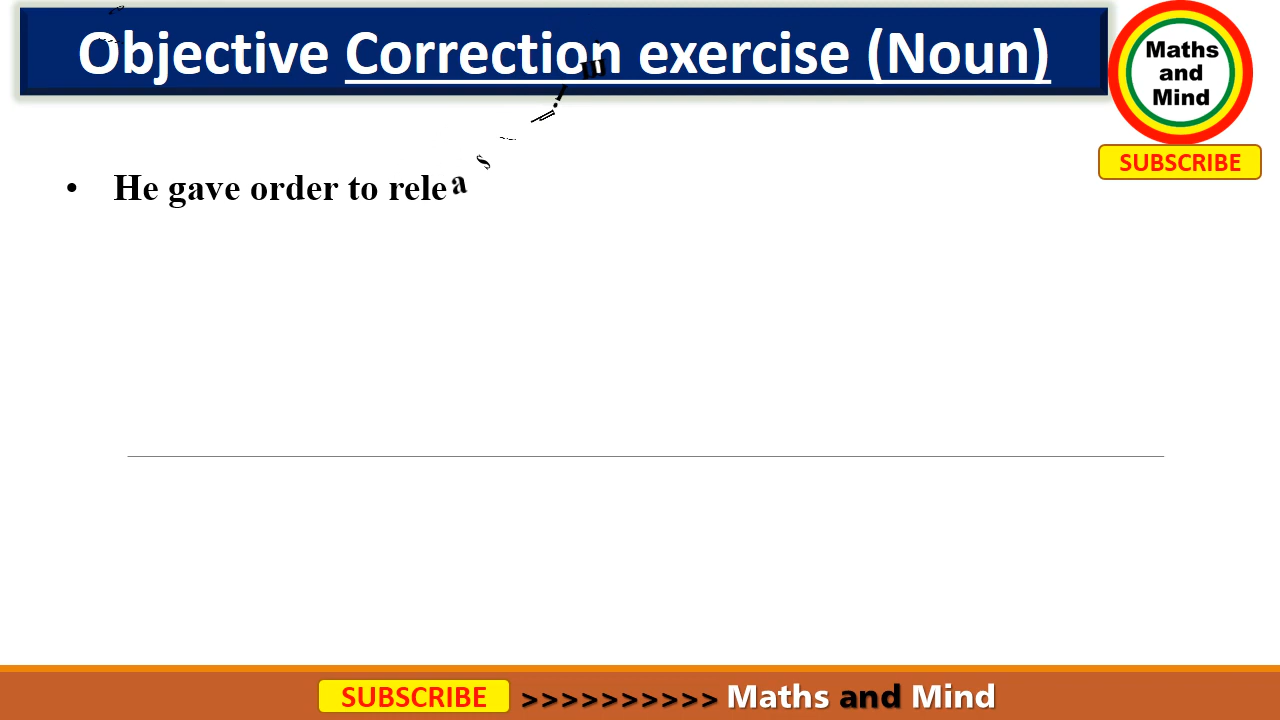 Objective Correction exercise (Noun)
Maths
and
Mind
SUBSCRIBE
• He gave order to relea
SUBSCRIBE >>>>>>>>>> Maths and Mind